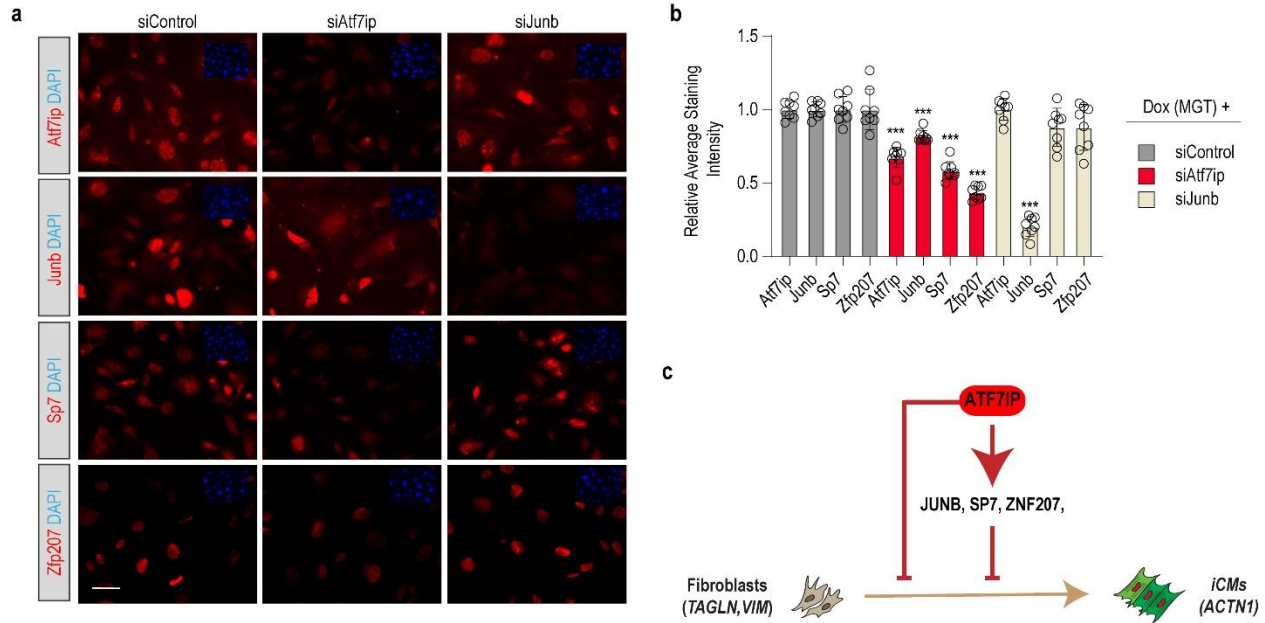 a
siControl siAtf7ip siJunb
Atf7ip DAPI
Junb DAPI
Sp7 DAPI
Zfp207 DAPI
b
Relative Average Staining
Intensity
1.5
1.0
0.5
0.0
*** *** *** *** ***
Atf7ip Junb Sp7 Zfp207 Atf7ip Junb Sp7 Zfp207 Atf7ip Junb Sp7 Zfp207
Dox (MGT) +
siControl
siAtf7ip
siJunb
c
ATF7IP
JUNB, SP7, ZNF207,
Fibroblasts
(TAGLN,VIM)
iCMs
(ACTN1)